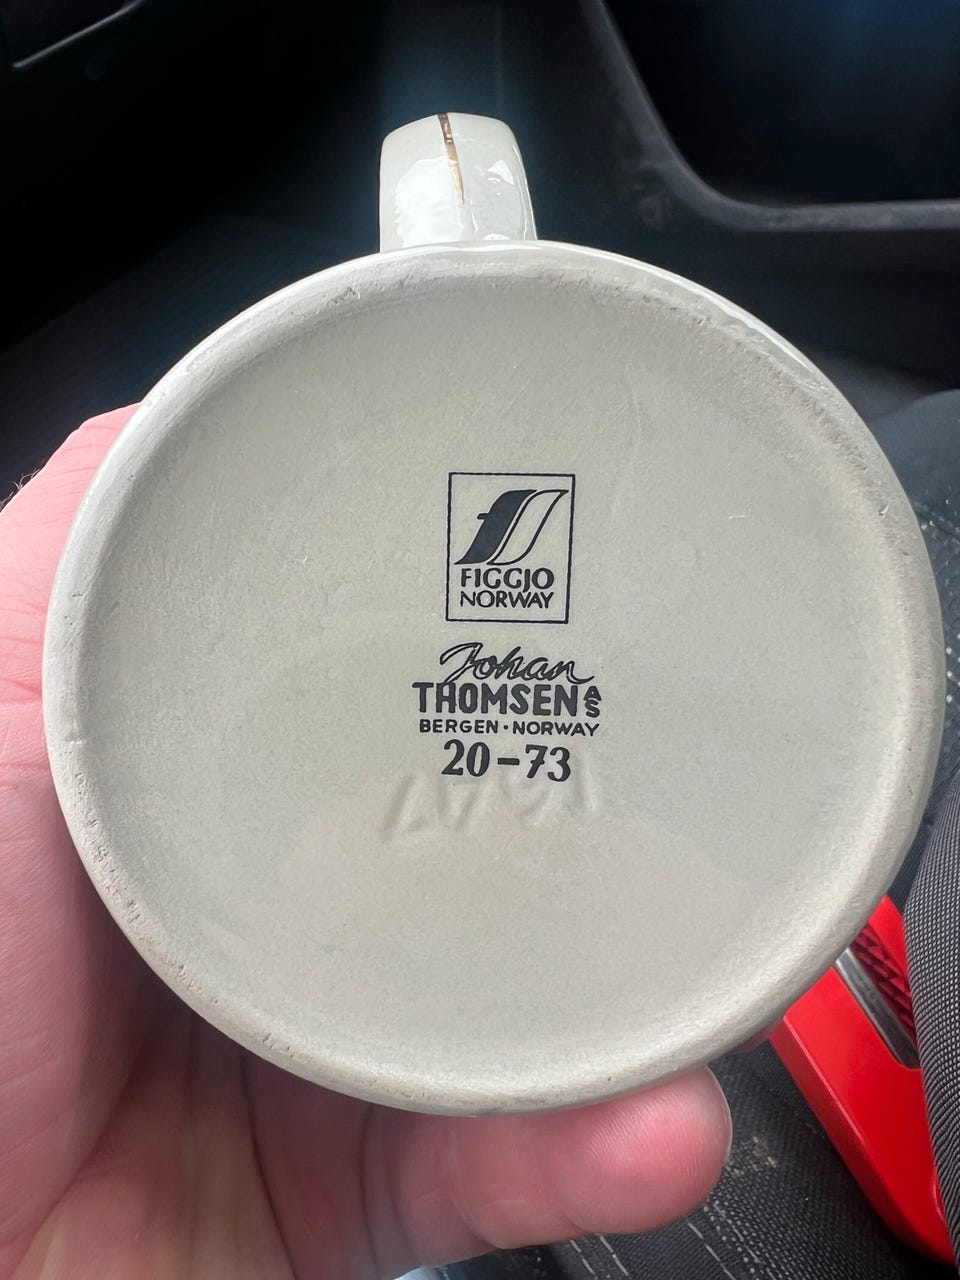 FIGGJO
NORWAY
Johan
THOMSEN A/S
BERGEN · NORWAY
20-73